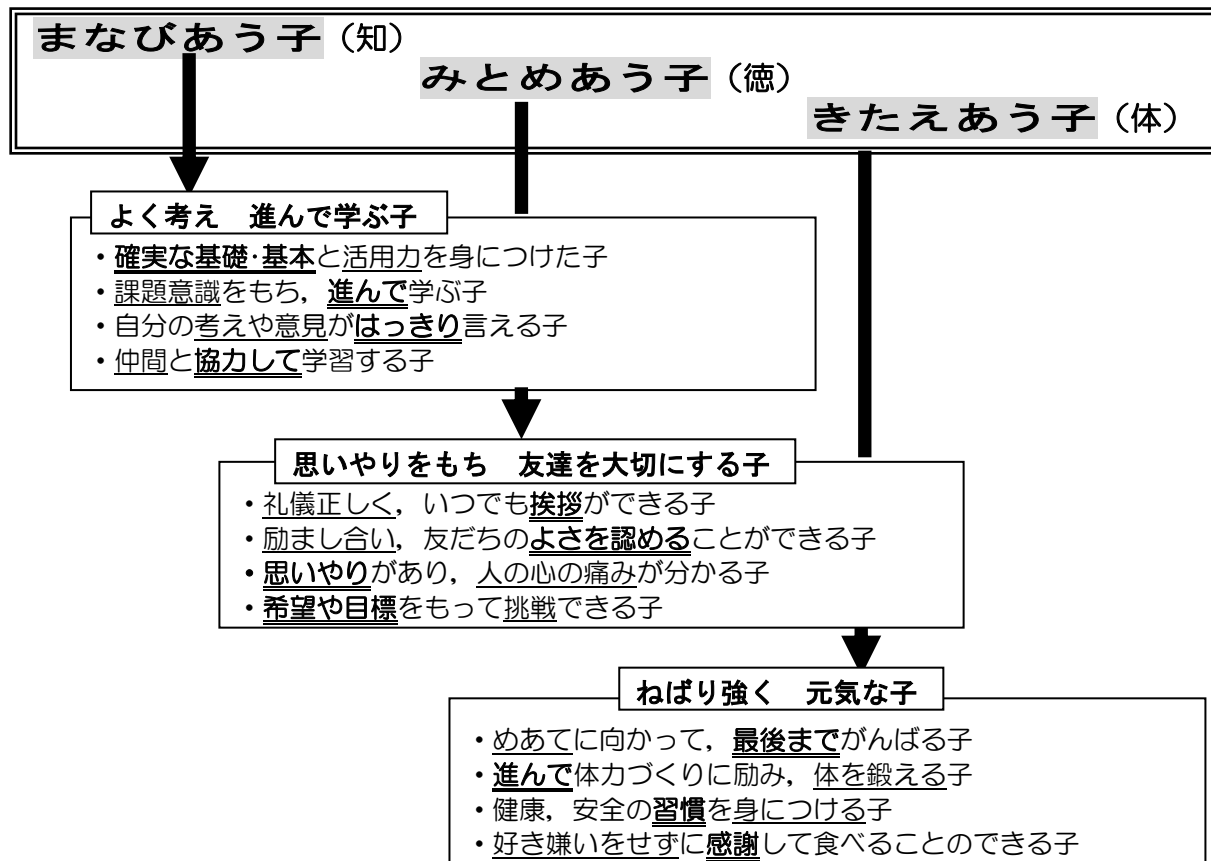 まなびあう子（知）
みとめあう子（徳）
きたえあう子（体）
よく考え　進んで学ぶ子
・確実な基礎･基本と活用力を身につけた子
・課題意識をもち，進んで学ぶ子
・自分の考えや意見がはっきり言える子
・仲間と協力して学習する子
思いやりをもち　友達を大切にする子
・礼儀正しく，いつでも挨拶ができる子
・励まし合い，友だちのよさを認めることができる子
・思いやりがあり，人の心の痛みが分かる子
・希望や目標をもって挑戦できる子
ねばり強く　元気な子
・めあてに向かって，最後までがんばる子
・進んで体力づくりに励み，体を鍛える子
・健康，安全の習慣を身につける子
・好き嫌いをせずに感謝して食べることのできる子